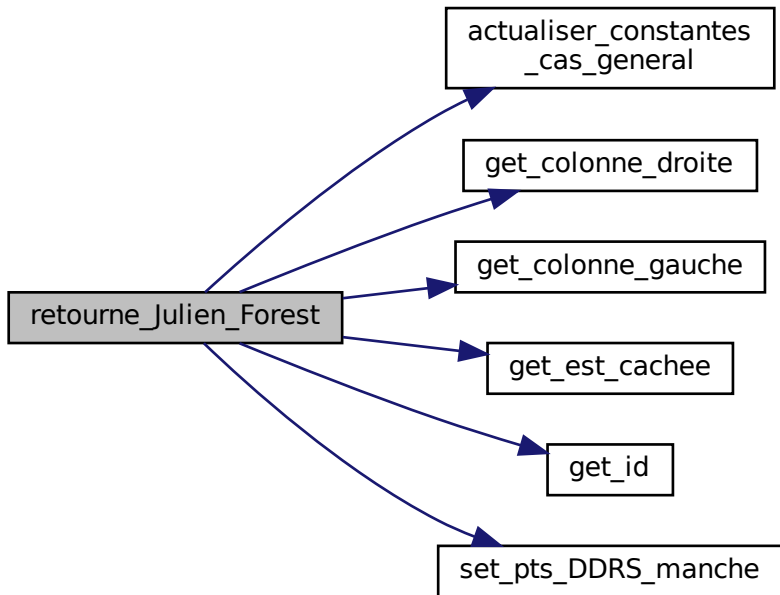 actualiser_constantes
_cas_general
get_colonne_droite
get_colonne_gauche
retourne_Julien_Forest
get_est_cachee
get_id
set_pts_DDRS_manche